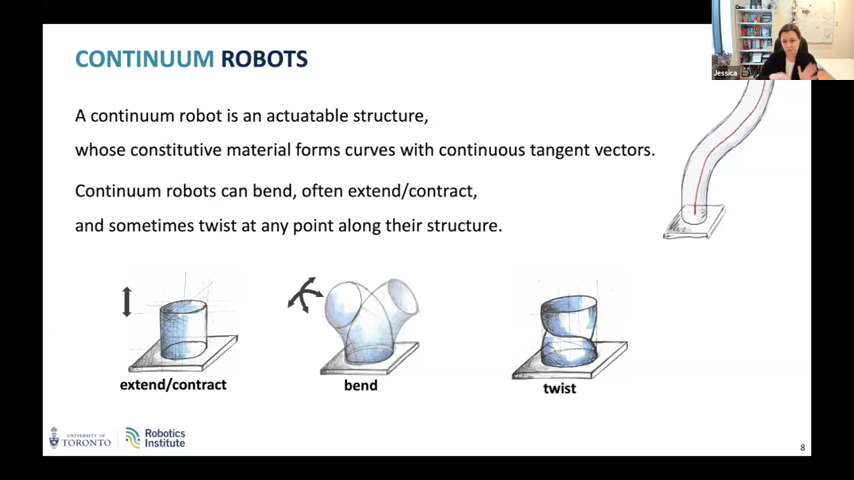 CONTINUUM ROBOTS
Jessica
A continuum robot is an actuatable structure,
whose constitutive material forms curves with continuous tangent vectors.
Continuum robots can bend, often extend/contract,
and sometimes twist at any point along their structure.
extend/contract
bend
twist
UNIVERSITY OF
TORONTO
Robotics
Institute
8